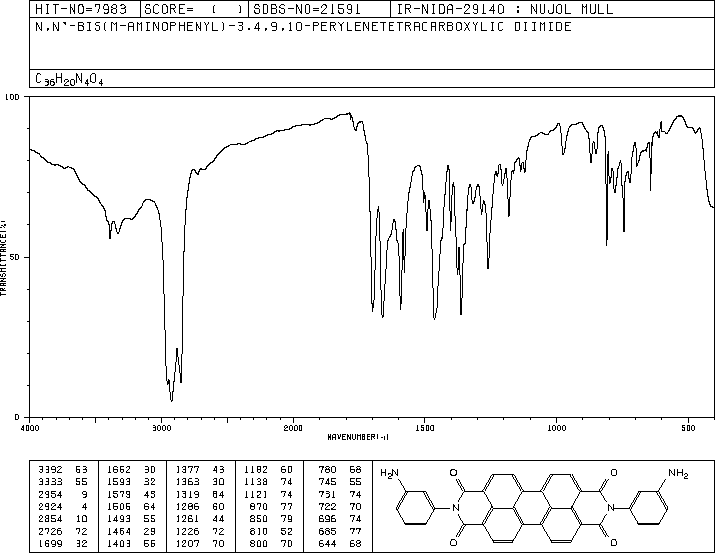 HIT-NO=7983 SCORE= ( ) SDBS-NO=21591 IR-NIDA-29140 : NUJOL MULL
N,N'-BIS(M-AMINOPHENYL)-3,4,9,10-PERYLENETETRACARBOXYLIC DIIMIDE
C36H20N4O4
100
50
0
TRANSMITTANCE(%)
4000 3000 2000 1500 1000 500
WAVENUMBER(-1)
3392 63 1662 30 1377 43 1182 60 780 68
3333 55 1593 32 1363 30 1138 74 745 55
2954 9 1579 43 1319 64 1121 74 731 74
2924 4 1506 64 1286 60 870 77 722 70
2854 10 1493 55 1261 44 850 79 696 74
2726 72 1464 29 1226 72 810 52 685 77
1699 32 1403 66 1207 70 800 70 644 68
H2N NH2
O O
N N
O O